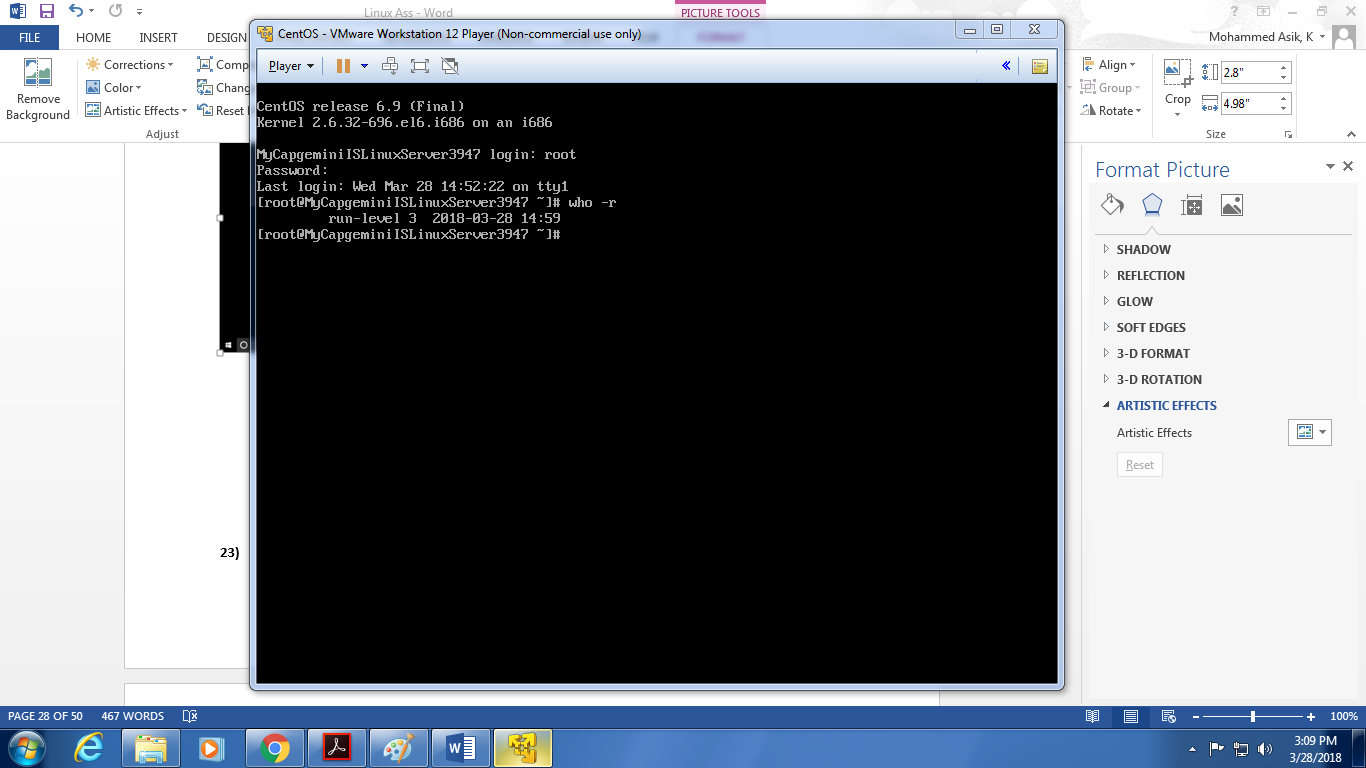 Linux Ass - Word
PICTURE TOOLS
FILE
HOME
INSERT
DESIGN
Mohammed Asik, K
Remove
Background
Corrections
Color
Artistic Effects
Comp
Chang
Reset
Adjust
Align
Group
Rotate
Crop
2.8"
4.98"
Size
CentOS - VMware Workstation 12 Player (Non-commercial use only)
Player
CentOS release 6.9 (Final)
Kernel 2.6.32-696.el6.i686 on an i686
MyCapgeminiISLinuxServer3947 login: root
Password:
Last login: Wed Mar 28 14:52:22 on tty1
[root@MyCapgeminiISLinuxServer3947 ~]# who -r
run-level 3  2018-03-28 14:59
[root@MyCapgeminiISLinuxServer3947 ~]#
23)
Format Picture
SHADOW
REFLECTION
GLOW
SOFT EDGES
3-D FORMAT
3-D ROTATION
ARTISTIC EFFECTS
Artistic Effects
Reset
PAGE 28 OF 50
467 WORDS
100%
3:09 PM
3/28/2018